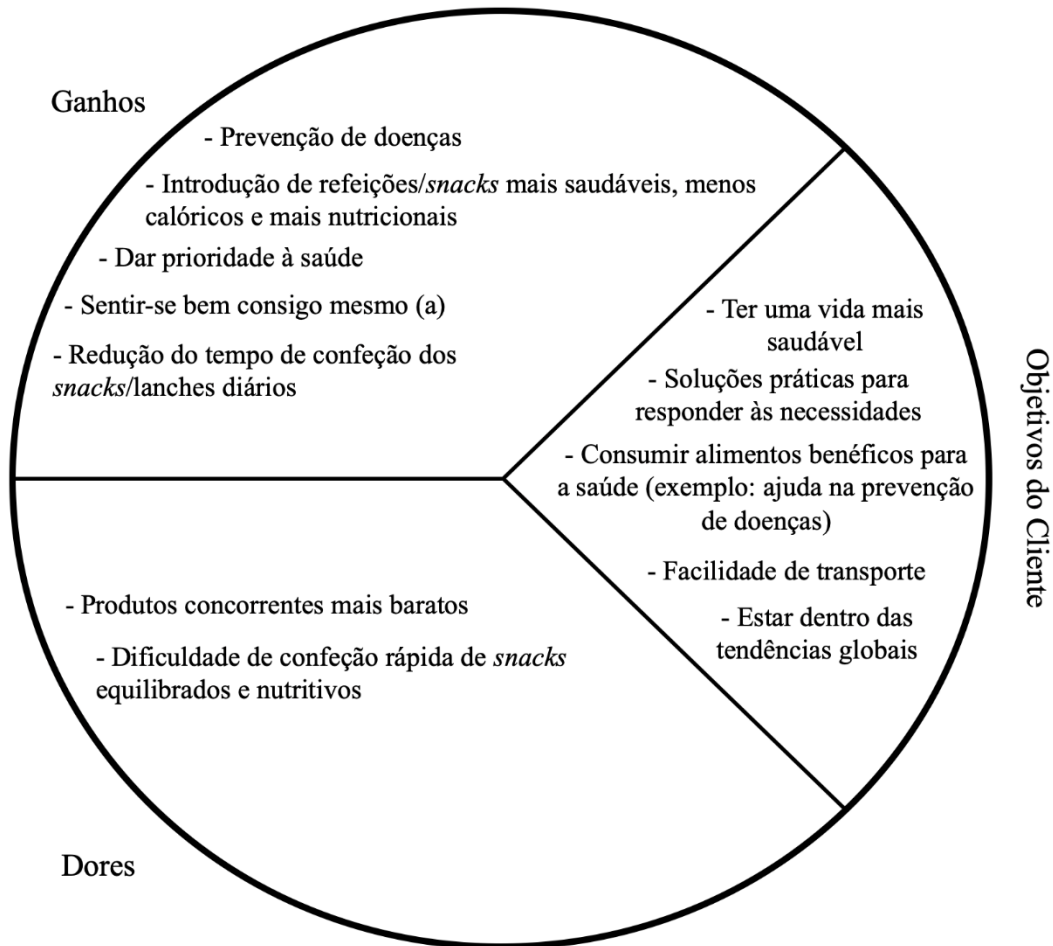 Ganhos
- Prevenção de doenças
- Introdução de refeições/snacks mais saudáveis, menos
calóricos e mais nutricionais
- Dar prioridade à saúde
- Sentir-se bem consigo mesmo (a)
- Redução do tempo de confeção dos
snacks/lanches diários
- Ter uma vida mais
saudável
- Soluções práticas para
responder às necessidades
- Consumir alimentos benéficos para
a saúde (exemplo: ajuda na prevenção
de doenças)
- Facilidade de transporte
- Estar dentro das
tendências globais
Objetivos do Cliente
- Produtos concorrentes mais baratos
- Dificuldade de confeção rápida de snacks
equilibrados e nutritivos
Dores